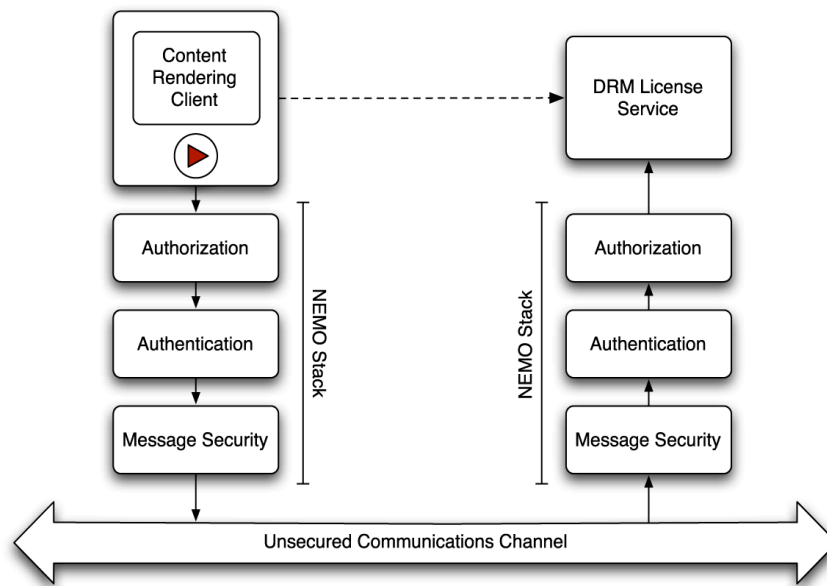 Content
Rendering
Client
DRM License
Service
Authorization
Authentication
Message Security
NEMO Stack
NEMO Stack
Authorization
Authentication
Message Security
Unsecured Communications Channel